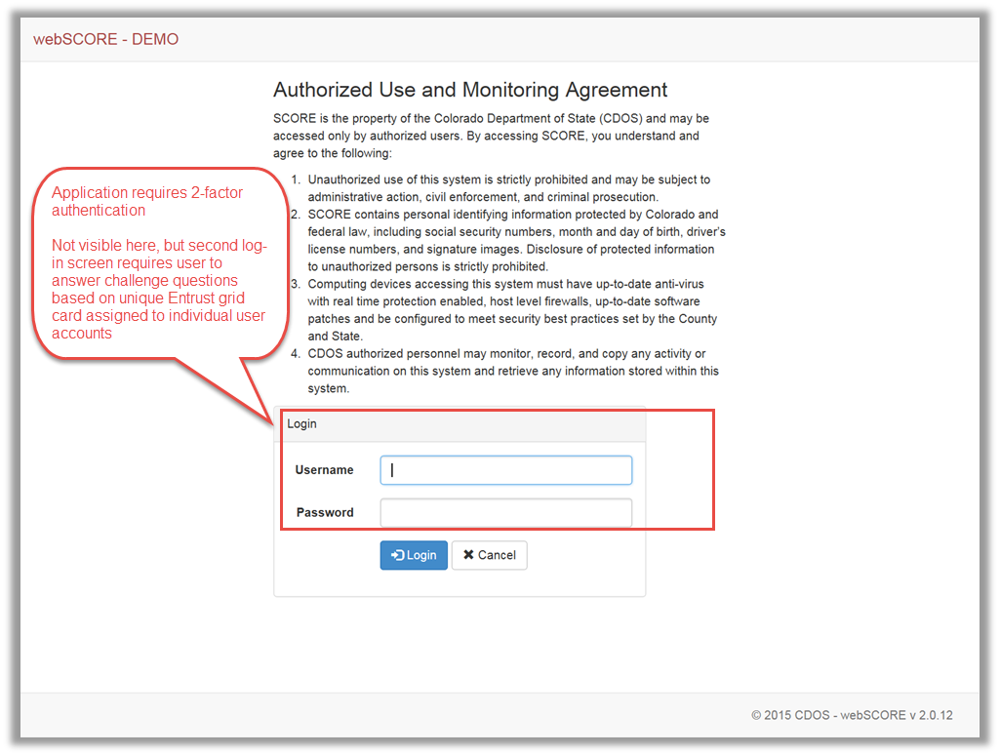 webSCORE - DEMO
Authorized Use and Monitoring Agreement
SCORE is the property of the Colorado Department of State (CDOS) and may be
accessed only by authorized users. By accessing SCORE, you understand and
agree to the following:
1. Unauthorized use of this system is strictly prohibited and may be subject to
administrative action, civil enforcement, and criminal prosecution.
2. SCORE contains personal identifying information protected by Colorado and
federal law, including social security numbers, month and day of birth, driver's
license numbers, and signature images. Disclosure of protected information
to unauthorized persons is strictly prohibited.
3. Computing devices accessing this system must have up-to-date anti-virus
with real time protection enabled, host level firewalls, up-to-date software
patches and be configured to meet security best practices set by the County
and State.
4. CDOS authorized personnel may monitor, record, and copy any activity or
communication on this system and retrieve any information stored within this
system.
Application requires 2-factor
authentication
Not visible here, but second log-
in screen requires user to
answer challenge questions
based on unique Entrust grid
card assigned to individual user
accounts
Login
Username
Password
Login Cancel
© 2015 CDOS - webSCORE v 2.0.12